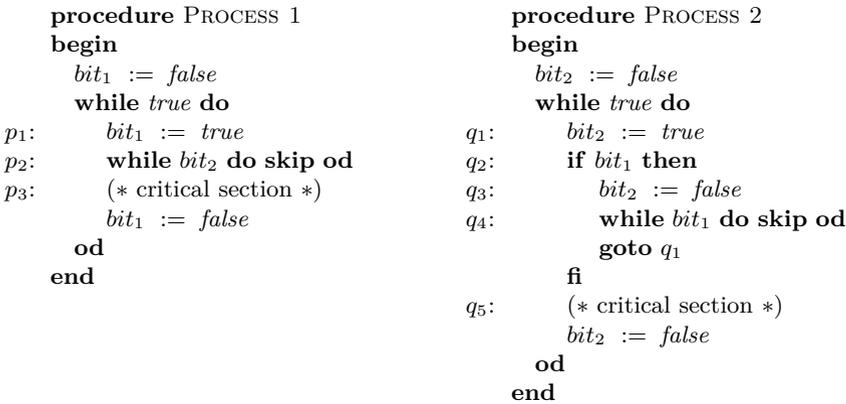 procedure PROCESS 1
begin
bit₁ := false
while true do
p₁: bit₁ := true
p₂: while bit₂ do skip od
p₃: (* critical section *)
bit₁ := false
od
end
procedure PROCESS 2
begin
bit₂ := false
while true do
q₁: bit₂ := true
q₂: if bit₁ then
q₃: bit₂ := false
q₄: while bit₁ do skip od
goto q₁
fi
q₅: (* critical section *)
bit₂ := false
od
end